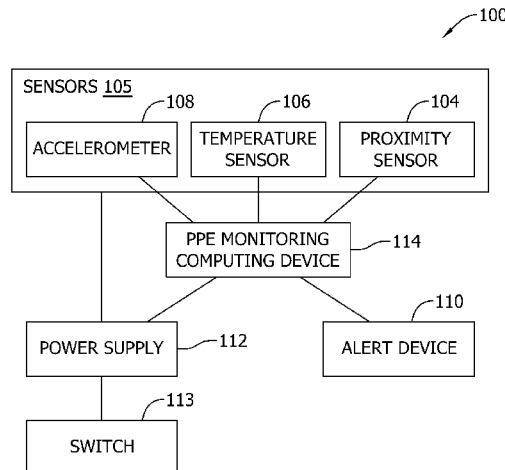 100
SENSORS 105
108
106
104
ACCELEROMETER
TEMPERATURE
SENSOR
PROXIMITY
SENSOR
PPE MONITORING
COMPUTING DEVICE
114
110
POWER SUPPLY
112
ALERT DEVICE
113
SWITCH